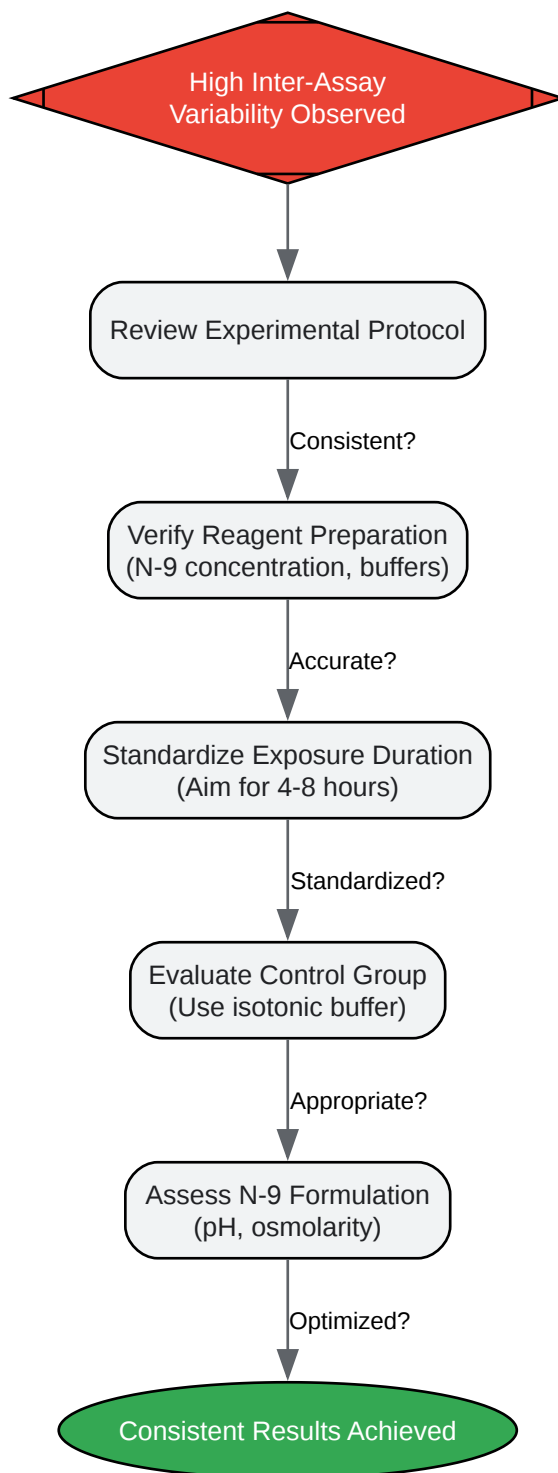 High Inter-Assay
Variability Observed
Review Experimental Protocol
Consistent?
Verify Reagent Preparation
(N-9 concentration, buffers)
Accurate?
Standardize Exposure Duration
(Aim for 4-8 hours)
Standardized?
Evaluate Control Group
(Use isotonic buffer)
Appropriate?
Assess N-9 Formulation
(pH, osmolarity)
Optimized?
Consistent Results Achieved